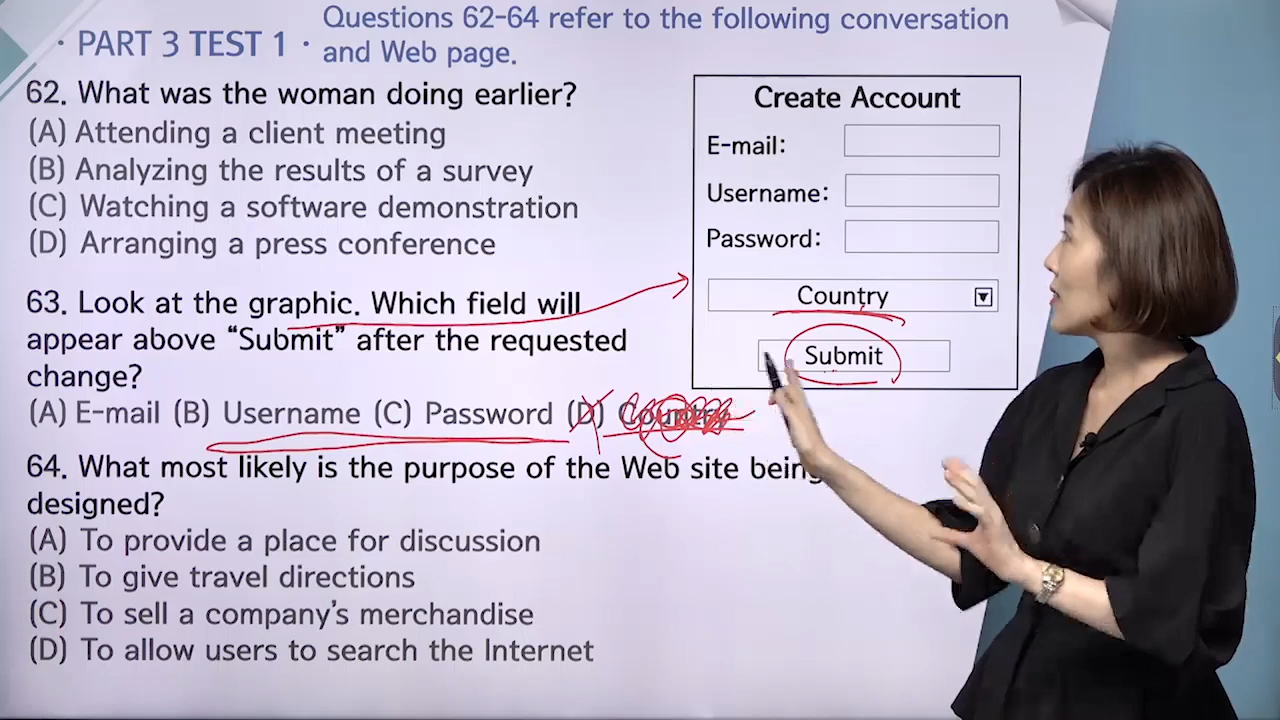 · PART 3 TEST 1 ·
Questions 62-64 refer to the following conversation
and Web page.
62. What was the woman doing earlier?
(A) Attending a client meeting
(B) Analyzing the results of a survey
(C) Watching a software demonstration
(D) Arranging a press conference
63. Look at the graphic. Which field will
appear above “Submit” after the requested
change?
(A) E-mail (B) Username (C) Password (D) Country
64. What most likely is the purpose of the Web site being
designed?
(A) To provide a place for discussion
(B) To give travel directions
(C) To sell a company’s merchandise
(D) To allow users to search the Internet
Create Account
E-mail:
Username:
Password:
Country
Submit